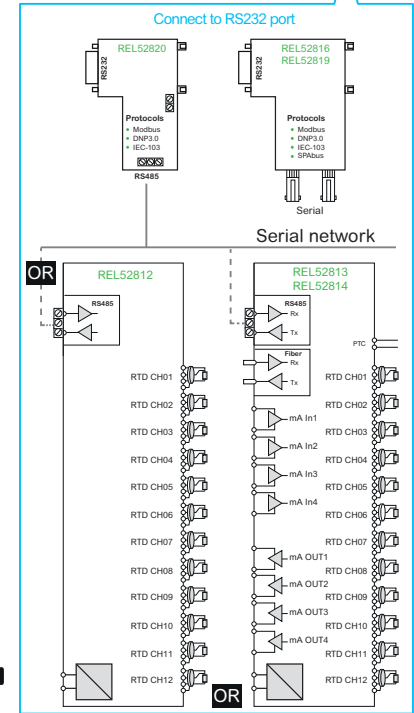 Connect to RS232 port
REL52820
RS232
Protocols
• Modbus
• DNP3.0
• IEC-103
RS485
REL52816
REL52819
RS232
Protocols
• Modbus
• DNP3.0
• IEC-103
• SPAbus
Serial
Serial network
OR
REL52812
RS485
RTD CH01
RTD CH02
RTD CH03
RTD CH04
RTD CH05
RTD CH06
RTD CH07
RTD CH08
RTD CH09
RTD CH10
RTD CH11
RTD CH12
OR
REL52813
REL52814
RS485
Rx
Tx
PTC
Fiber
Rx
Tx
mA In1
mA In2
mA In3
mA In4
mA OUT1
mA OUT2
mA OUT3
mA OUT4
RTD CH01
RTD CH02
RTD CH03
RTD CH04
RTD CH05
RTD CH06
RTD CH07
RTD CH08
RTD CH09
RTD CH10
RTD CH11
RTD CH12